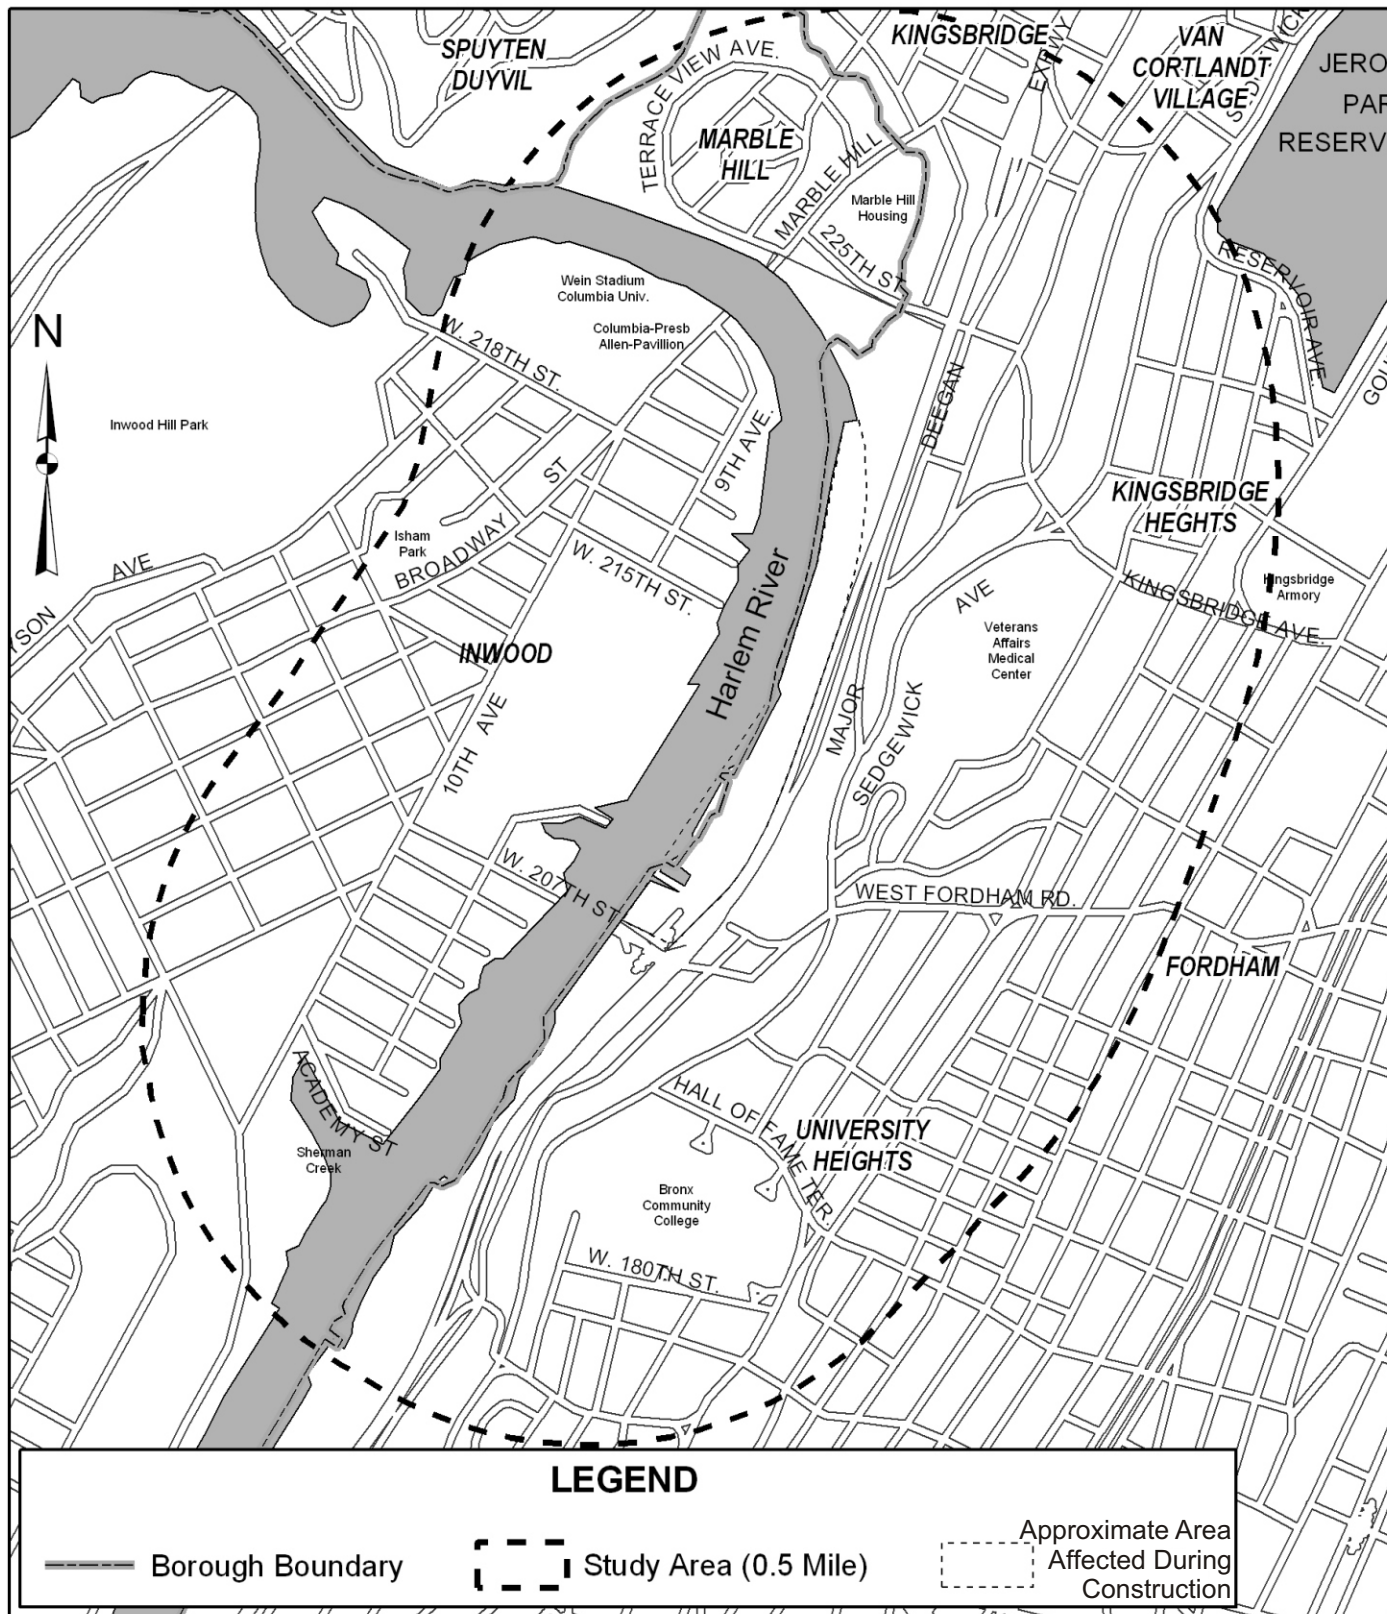 SPUYTEN
DUYVIL
KINGSBRIDGE
VAN
CORTLANDT
VILLAGE
JERO
PAR
RESERV
EXPWY
TERRACE VIEW AVE.
MARBLE
HILL
MARBLE HILL
Marble Hill
Housing
225TH ST.
RESERVOIR AVE.
GOU
Wein Stadium
Columbia Univ.
Columbia-Presb
Allen-Pavillion
W. 218TH ST.
N
Inwood Hill Park
9TH AVE.
DEEGAN
ST
BROADWAY
Isham
Park
W. 215TH ST.
Harlem River
KINGSBRIDGE
HEGHTS
Kingsbridge
Armory
KINGSBRIDGE AVE.
AVE
YSON
INWOOD
10TH AVE
AVE
SEDGEWICK
MAJOR
Veterans
Affairs
Medical
Center
W. 207TH ST.
WEST FORDHAM RD.
FORDHAM
ACADEMY ST
Sherman
Creek
HALL OF FAME TER.
UNIVERSITY
HEIGHTS
Bronx
Community
College
W. 180TH ST.
LEGEND
Borough Boundary
Study Area (0.5 Mile)
Approximate Area
Affected During
Construction